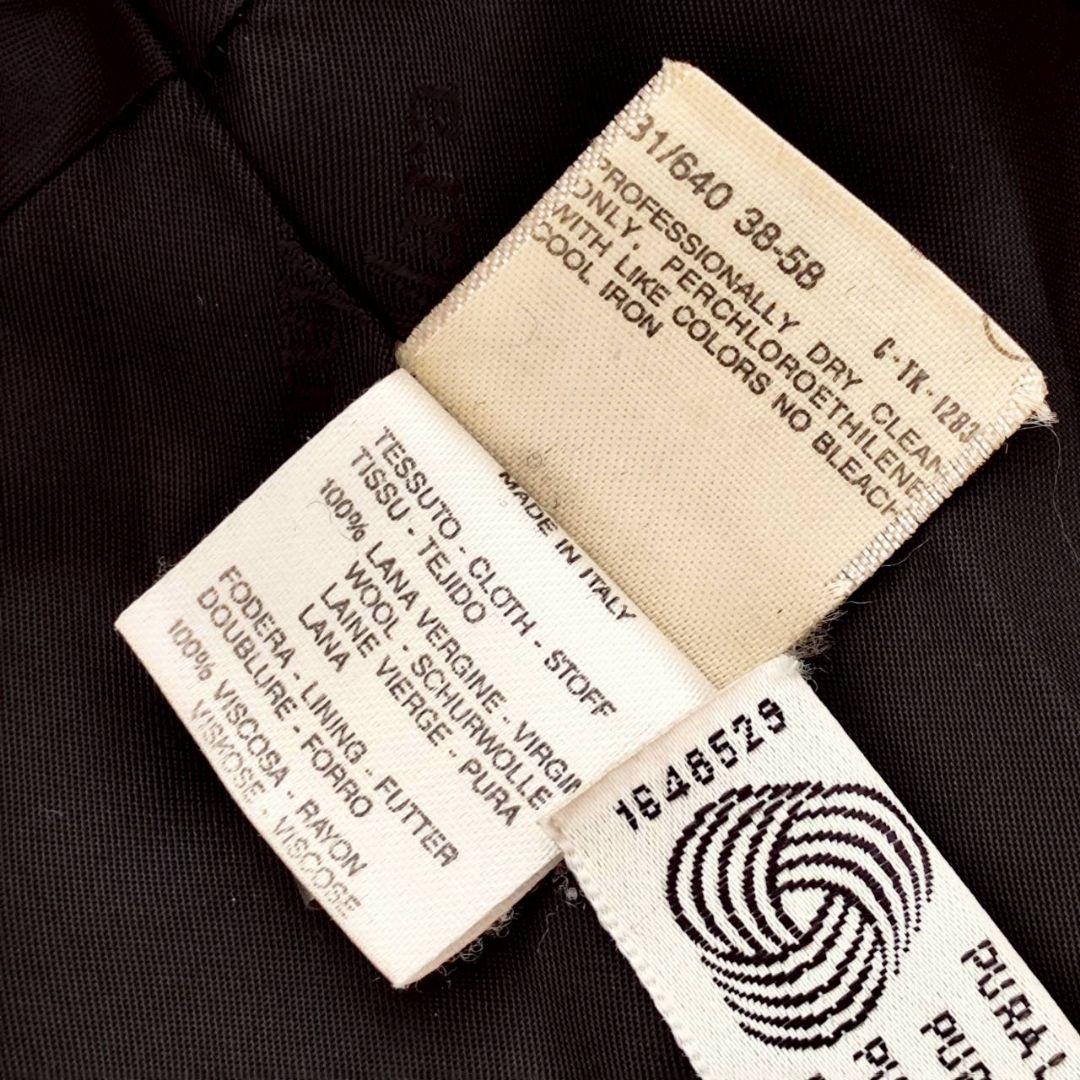 31/640 38-58
C-TK-1283
PROFESSIONALLY DRY CLEAN
ONLY, PERCHLOROETHILENE
WITH LIKE COLORS NO BLEACH
COOL IRON
MADE IN ITALY
TESSUTO - CLOTH - STOFF
TISSU - TEJIDO
100% LANA VERGINE - VIRGIN
WOOL - SCHURWOLLE
LAINE VIERGE - PURA
LANA
FODERA - LINING - FUTTER
DOUBLURE - FORRO
100% VISCOSA - RAYON
VISKOSE - VISCOSE
1646529
PURA
PUR